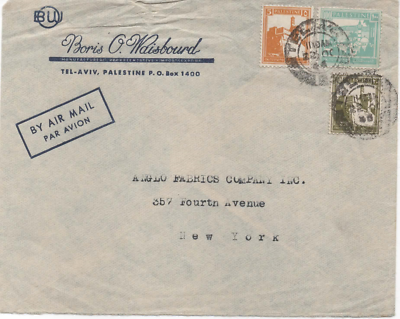 BW
Boris O. Waisbourd
TEL-AVIV, PALESTINE P. O. Box 1400
BY AIR MAIL
PAR AVION
PALESTINE
PALESTINE
ANGLO FABRICS COMPANY INC.
357 Fourth Avenue
New York